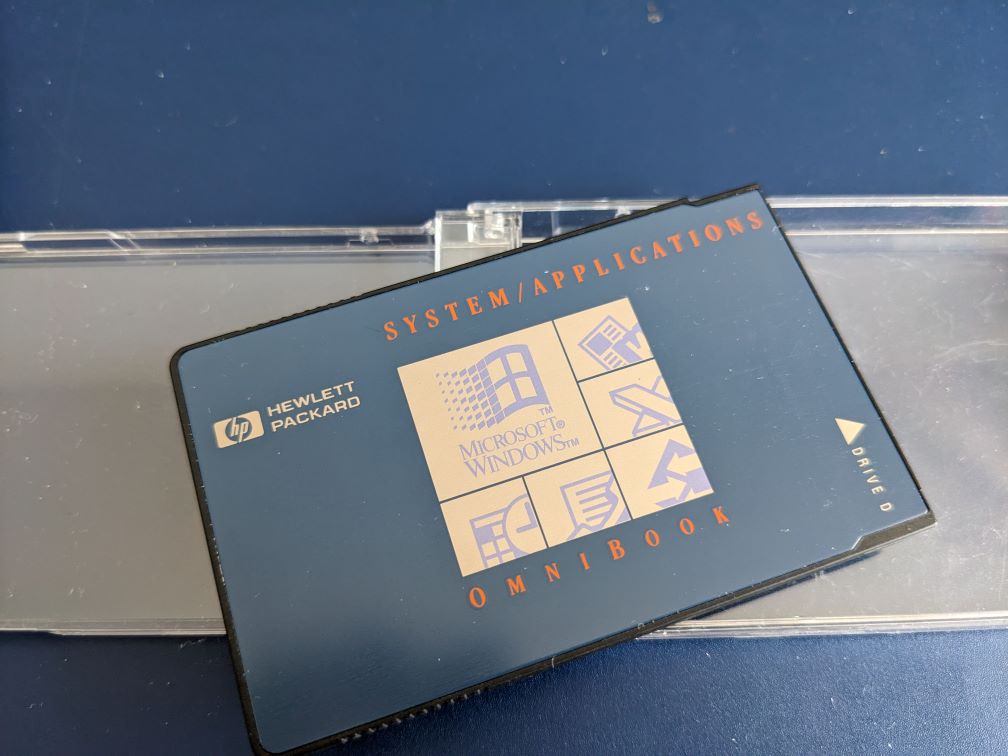 SYSTEM/APPLICATIONS
hp HEWLETT
PACKARD
MICROSOFT®
WINDOWS™
™
DRIVE D
OMNIBOOK